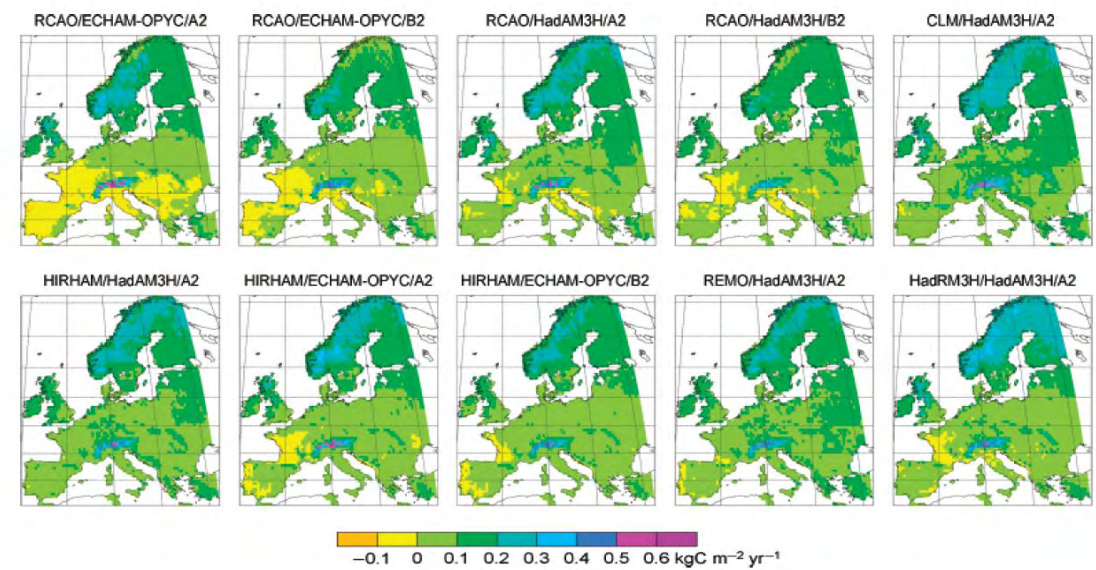 RCAO/ECHAM-OPYC/A2 RCAO/ECHAM-OPYC/B2 RCAO/HadAM3H/A2 RCAO/HadAM3H/B2 CLM/HadAM3H/A2
HIRHAM/HadAM3H/A2 HIRHAM/ECHAM-OPYC/A2 HIRHAM/ECHAM-OPYC/B2 REMO/HadAM3H/A2 HadRM3H/HadAM3H/A2
−0.1 0 0.1 0.2 0.3 0.4 0.5 0.6 kgC m⁻² yr⁻¹